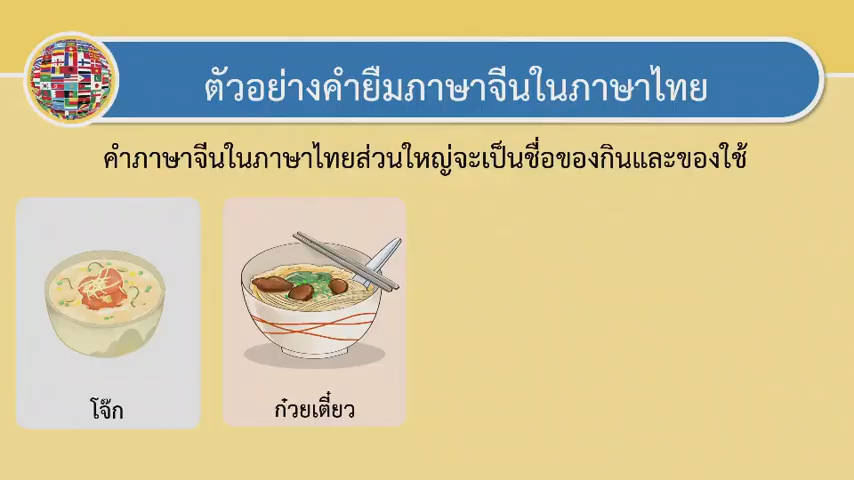 ตัวอย่างคำยืมภาษาจีนในภาษาไทย
คำภาษาจีนในภาษาไทยส่วนใหญ่จะเป็นชื่อของกินและของใช้
โจ๊ก
ก๋วยเตี๋ยว